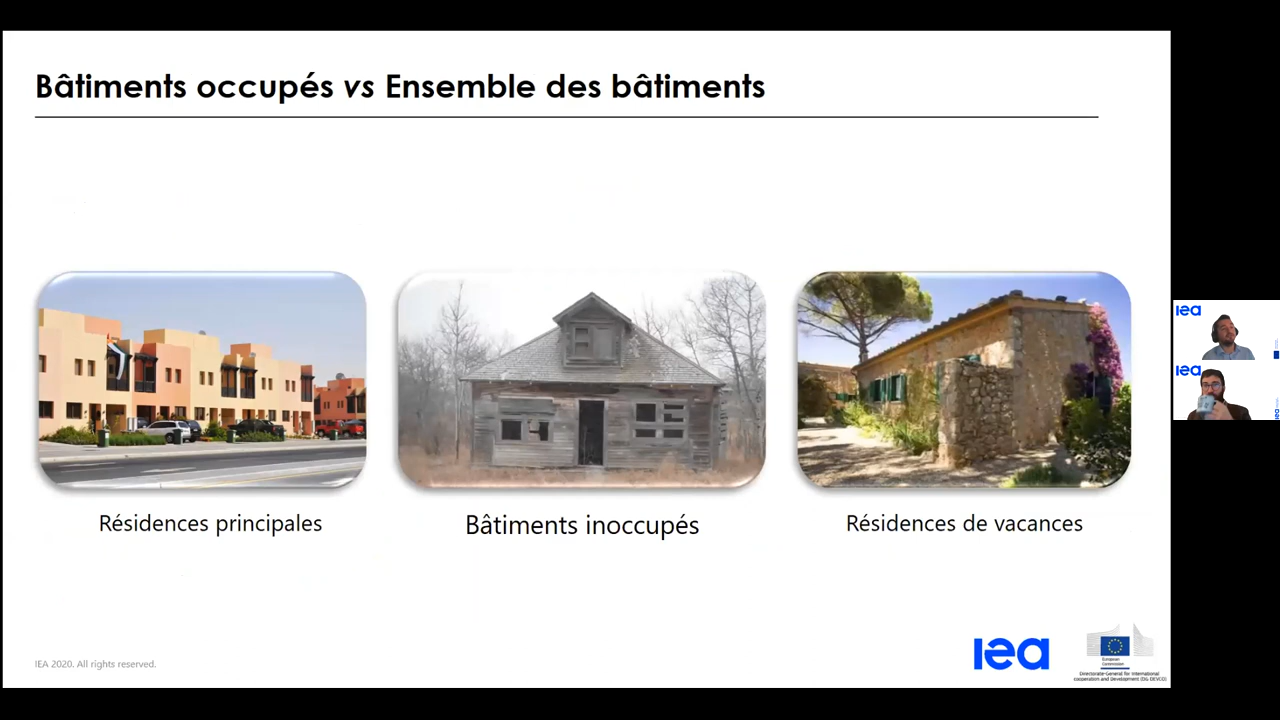 Bâtiments occupés vs Ensemble des bâtiments
Résidences principales
Bâtiments inoccupés
Résidences de vacances
IEA 2020. All rights reserved.
iea
European
Commission
Directorate-General for International
cooperation and Development (DG DEVCO)
iea
iea